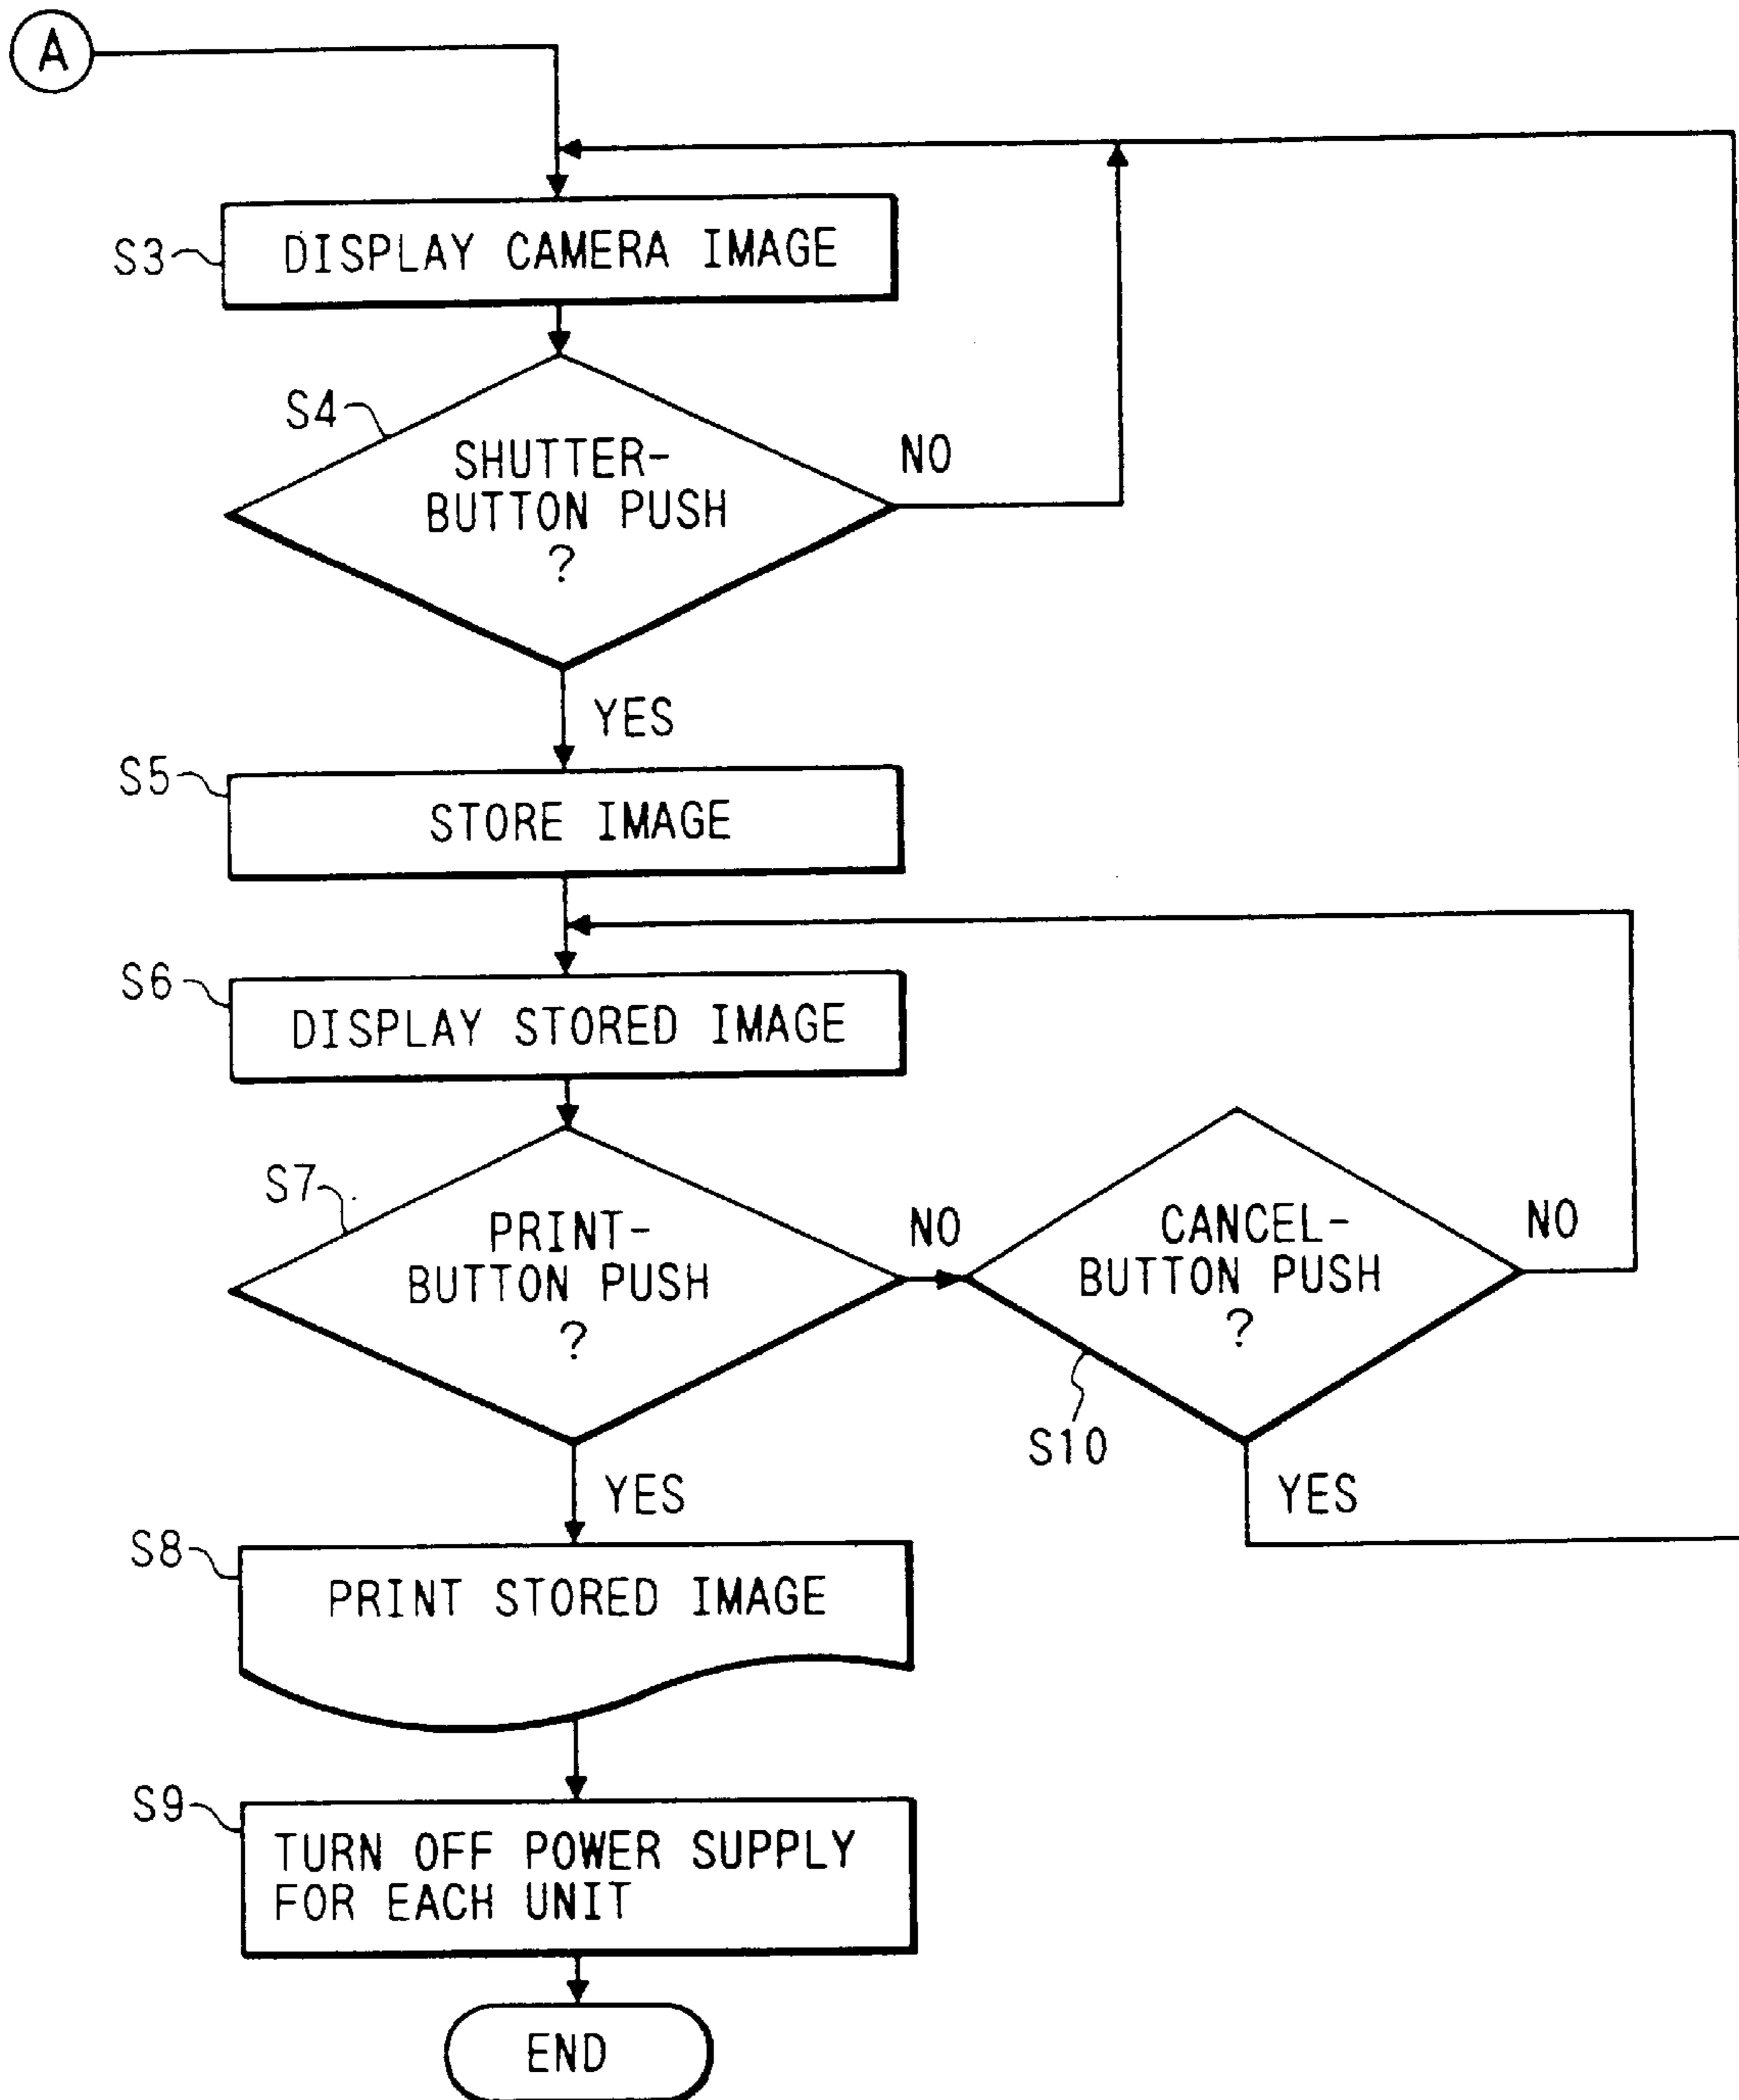 A
S3
DISPLAY CAMERA IMAGE
S4
SHUTTER-
BUTTON PUSH
?
NO
YES
S5
STORE IMAGE
S6
DISPLAY STORED IMAGE
S7
PRINT-
BUTTON PUSH
?
NO
CANCEL-
BUTTON PUSH
?
NO
S10
YES
YES
S8
PRINT STORED IMAGE
S9
TURN OFF POWER SUPPLY
FOR EACH UNIT
END